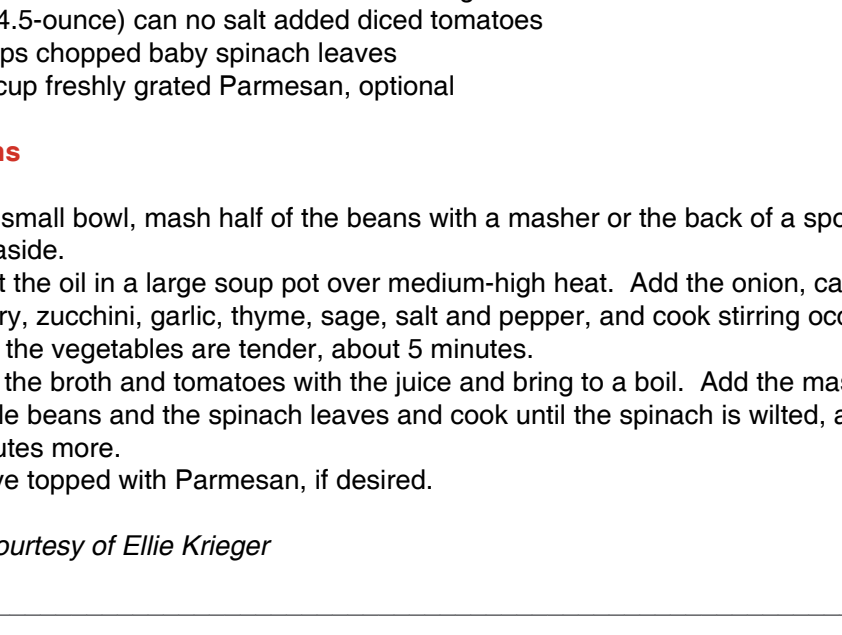 4.5-ounce) can no salt added diced tomatoes
ps chopped baby spinach leaves
cup freshly grated Parmesan, optional
ns
small bowl, mash half of the beans with a masher or the back of a spo
aside.
t the oil in a large soup pot over medium-high heat. Add the onion, ca
ry, zucchini, garlic, thyme, sage, salt and pepper, and cook stirring occ
the vegetables are tender, about 5 minutes.
the broth and tomatoes with the juice and bring to a boil. Add the mas
le beans and the spinach leaves and cook until the spinach is wilted, a
utes more.
ve topped with Parmesan, if desired.
ourtesy of Ellie Krieger